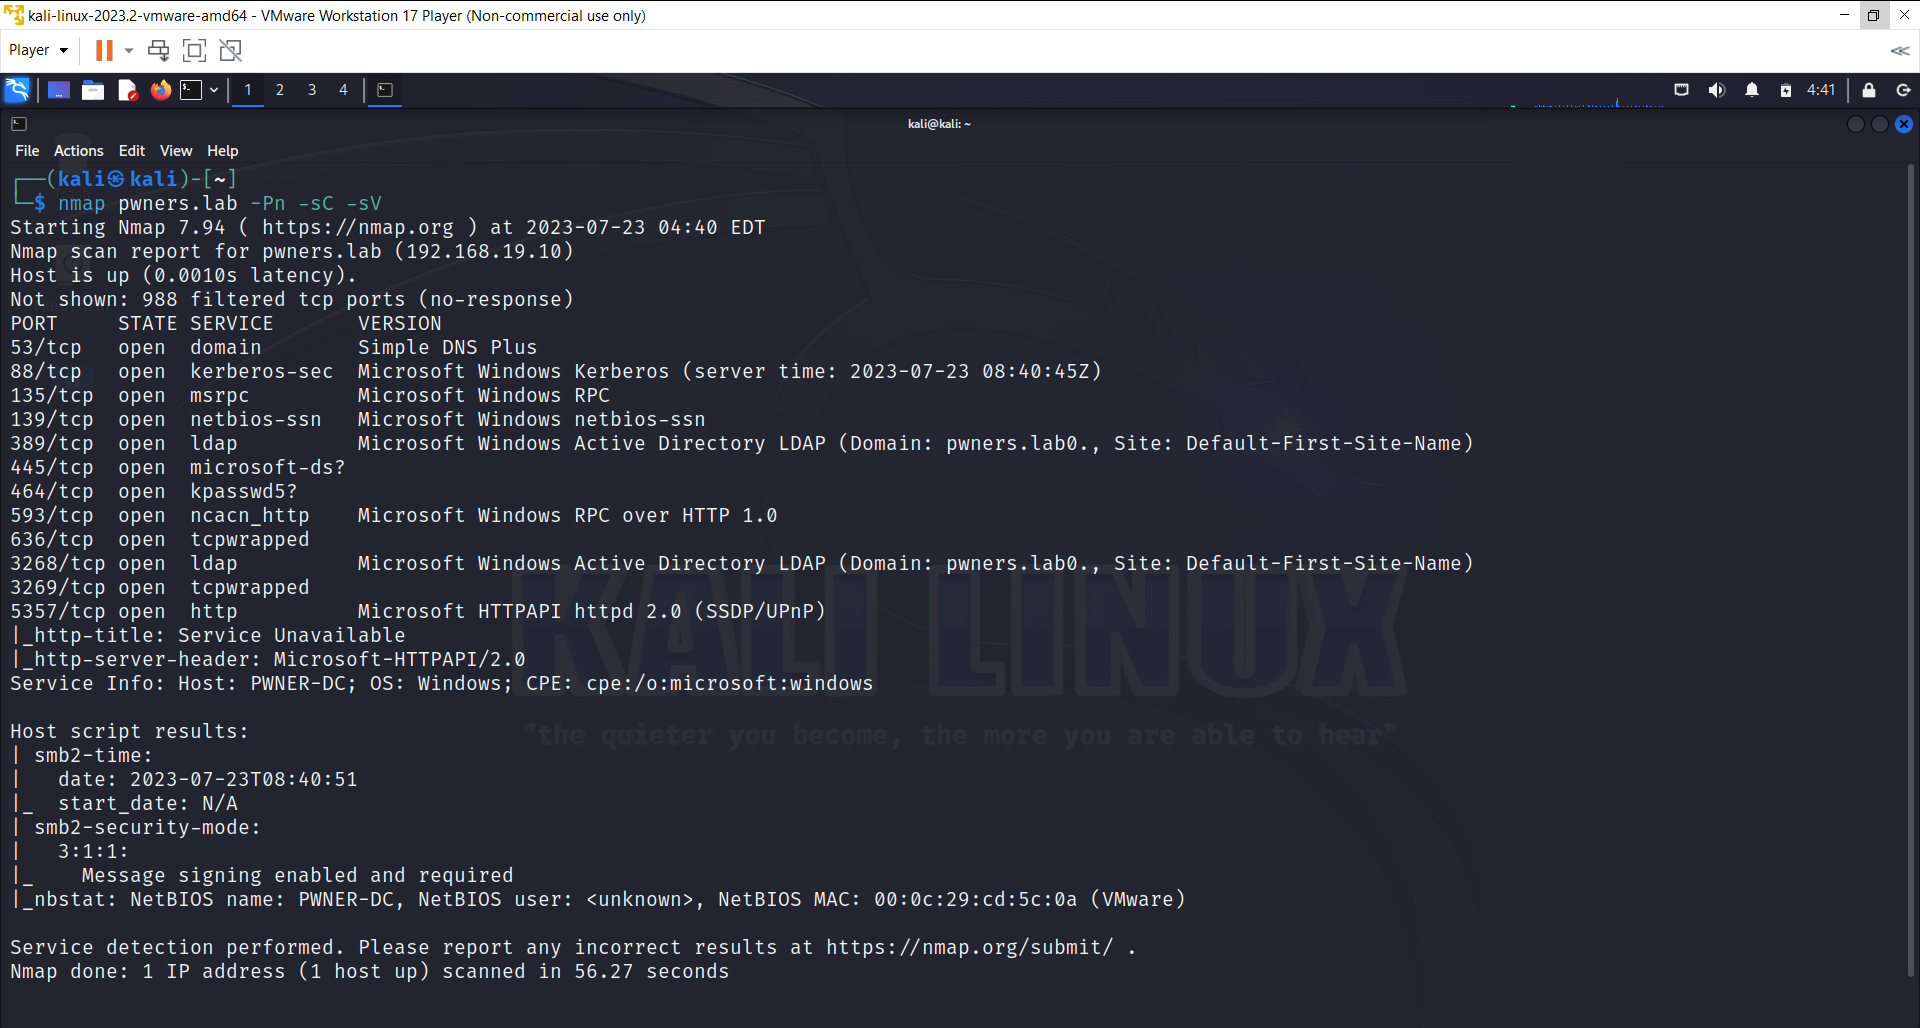 kali-linux-2023.2-vmware-amd64 - VMware Workstation 17 Player (Non-commercial use only)
Player
1 2 3 4
4:41
kali@kali: ~
File Actions Edit View Help
┌──(kali㉿kali)-[~]
└─$ nmap pwners.lab -Pn -sC -sV
Starting Nmap 7.94 ( https://nmap.org ) at 2023-07-23 04:40 EDT
Nmap scan report for pwners.lab (192.168.19.10)
Host is up (0.0010s latency).
Not shown: 988 filtered tcp ports (no-response)
PORT     STATE SERVICE       VERSION
53/tcp   open  domain        Simple DNS Plus
88/tcp   open  kerberos-sec  Microsoft Windows Kerberos (server time: 2023-07-23 08:40:45Z)
135/tcp  open  msrpc         Microsoft Windows RPC
139/tcp  open  netbios-ssn   Microsoft Windows netbios-ssn
389/tcp  open  ldap          Microsoft Windows Active Directory LDAP (Domain: pwners.lab0., Site: Default-First-Site-Name)
445/tcp  open  microsoft-ds?
464/tcp  open  kpasswd5?
593/tcp  open  ncacn_http    Microsoft Windows RPC over HTTP 1.0
636/tcp  open  tcpwrapped
3268/tcp open  ldap          Microsoft Windows Active Directory LDAP (Domain: pwners.lab0., Site: Default-First-Site-Name)
3269/tcp open  tcpwrapped
5357/tcp open  http          Microsoft HTTPAPI httpd 2.0 (SSDP/UPnP)
|_http-title: Service Unavailable
|_http-server-header: Microsoft-HTTPAPI/2.0
Service Info: Host: PWNER-DC; OS: Windows; CPE: cpe:/o:microsoft:windows
KALI LINUX
"the quieter you become, the more you are able to hear"
Host script results:
| smb2-time:
|   date: 2023-07-23T08:40:51
|_  start_date: N/A
| smb2-security-mode:
|   3:1:1:
|_    Message signing enabled and required
|_nbstat: NetBIOS name: PWNER-DC, NetBIOS user: <unknown>, NetBIOS MAC: 00:0c:29:cd:5c:0a (VMware)
Service detection performed. Please report any incorrect results at https://nmap.org/submit/ .
Nmap done: 1 IP address (1 host up) scanned in 56.27 seconds